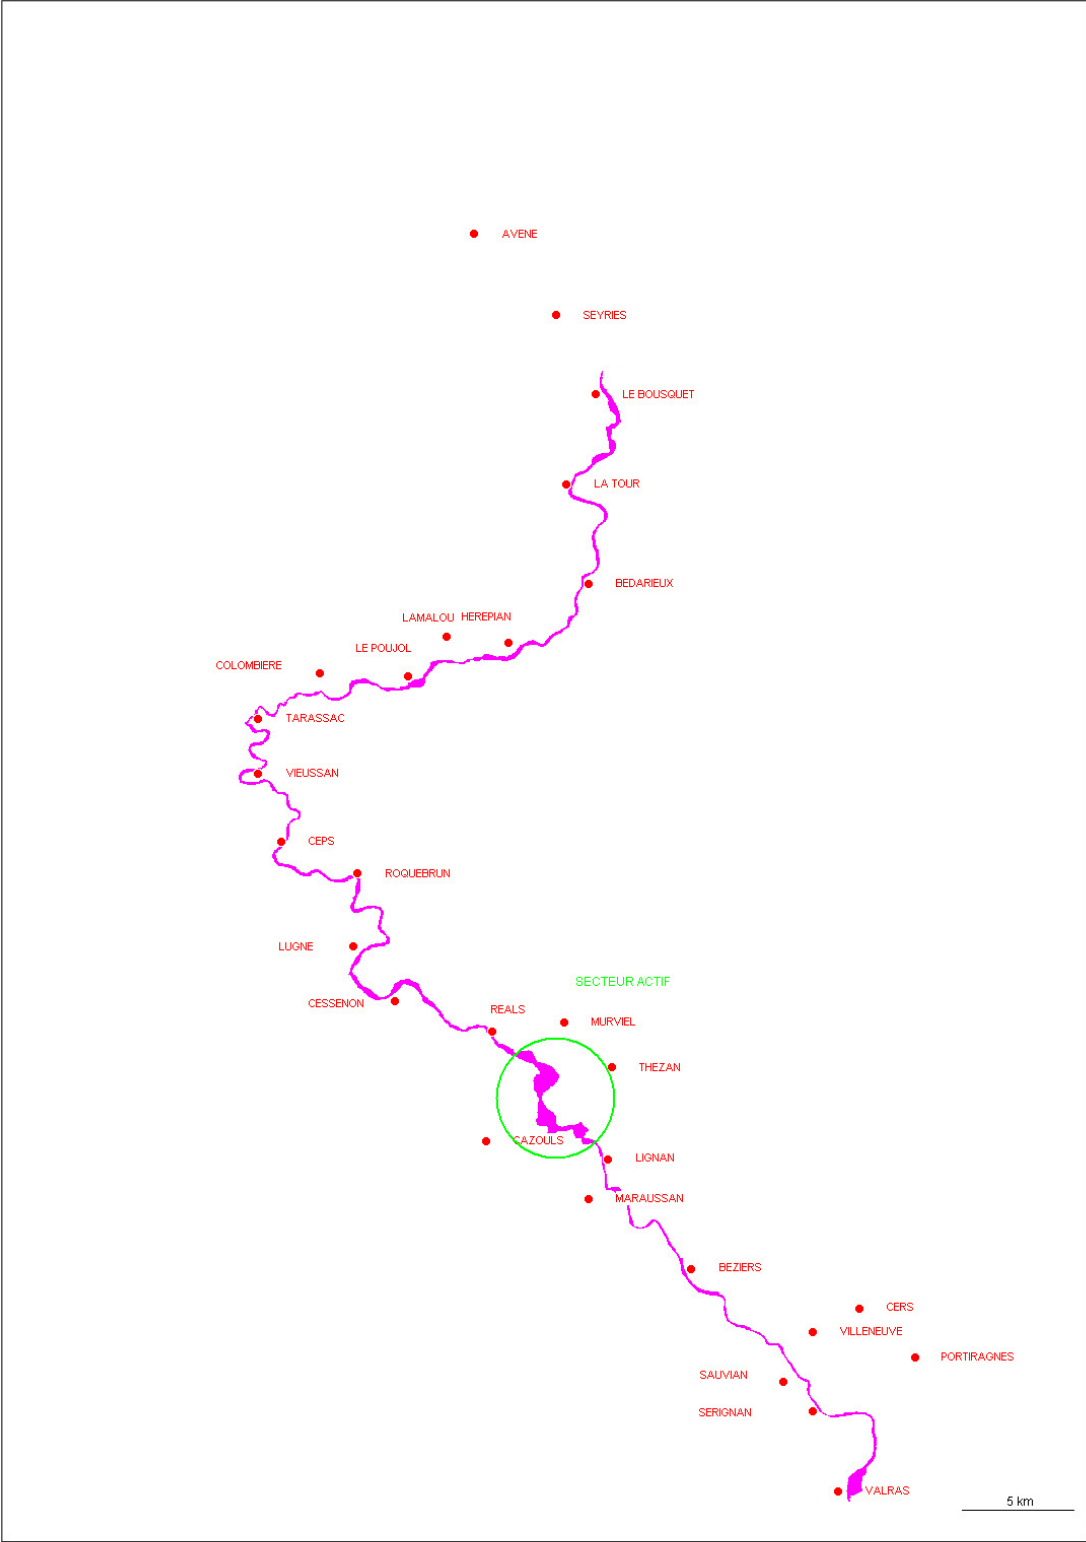 AVENE
SEYRIES
LE BOUSQUET
LA TOUR
BEDARIEUX
LAMALOU HEREPIAN
LE POUJOL
COLOMBIERE
TARASSAC
VIEUSSAN
CEPS
ROQUEBRUN
LUGNE
SECTEUR ACTIF
CESSENON
REALS
MURVIEL
THEZAN
CAZOULS
LIGNAN
MARAUSSAN
BEZIERS
CERS
VILLENEUVE
PORTIRAGNES
SAUVIAN
SERIGNAN
VALRAS
5 km